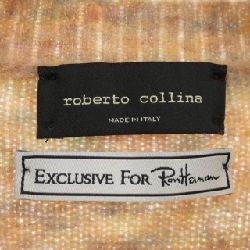 roberto collina
MADE IN ITALY
EXCLUSIVE FOR Ron Herman